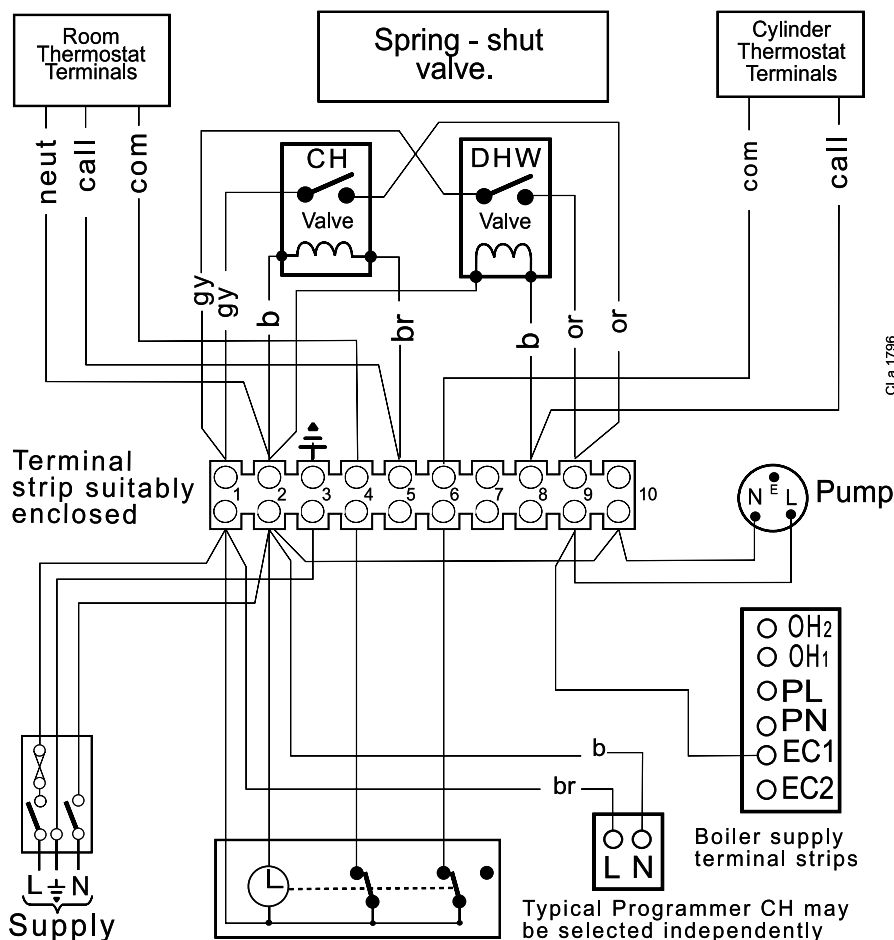 Room
Thermostat
Terminals
Spring - shut
valve.
Cylinder
Thermostat
Terminals
neut
call
com
CH
Valve
DHW
Valve
com
call
gy
gy
b
br
b
or
or
CLa 1796
Terminal
strip suitably
enclosed
1
2
3
4
5
6
7
8
9
10
N E L
Pump
OH2
OH1
PL
PN
EC1
EC2
b
br
L N
Boiler supply
terminal strips
L N
Supply
Typical Programmer CH may
be selected independently